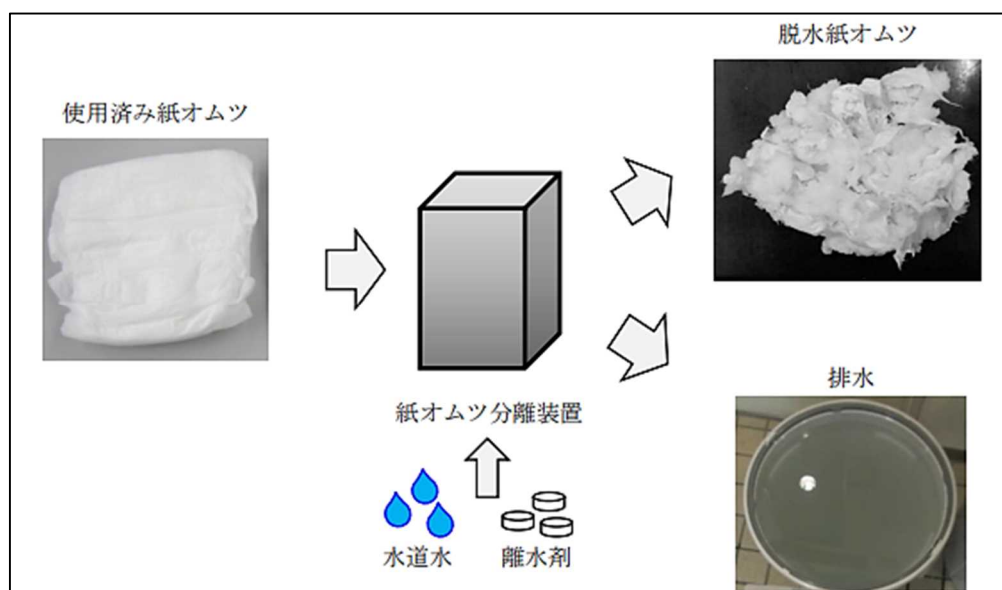 使用済み紙オムツ
脱水紙オムツ
紙オムツ分離装置
水道水
離水剤
排水